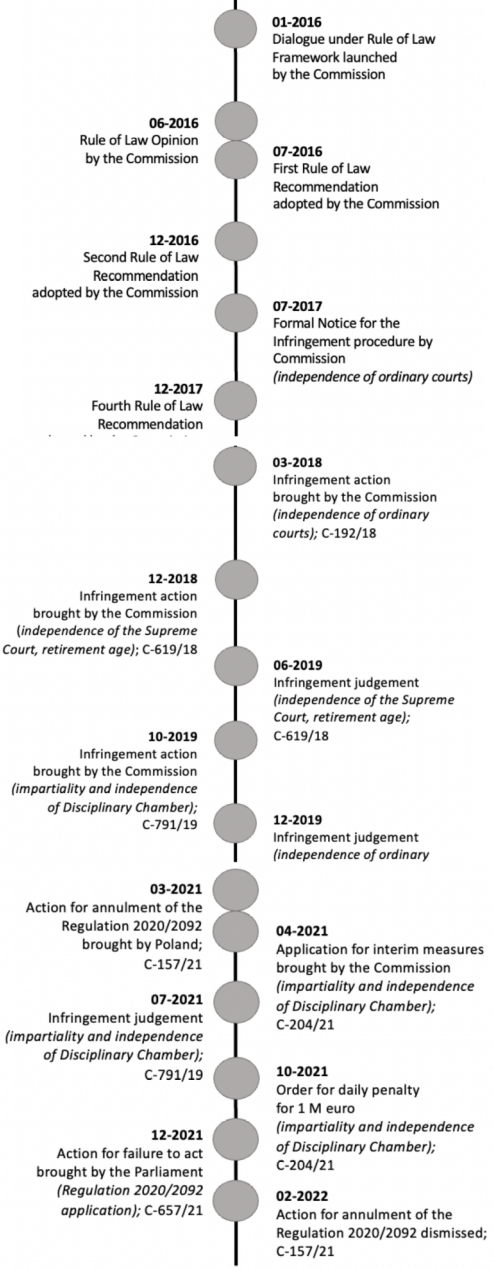 01-2016
Dialogue under Rule of Law
Framework launched
by the Commission
06-2016
Rule of Law Opinion
by the Commission
07-2016
First Rule of Law
Recommendation
adopted by the Commission
12-2016
Second Rule of Law
Recommendation
adopted by the Commission
07-2017
Formal Notice for the
Infringement procedure by
Commission
(independence of ordinary courts)
12-2017
Fourth Rule of Law
Recommendation
03-2018
Infringement action
brought by the Commission
(independence of ordinary
courts); C-192/18
12-2018
Infringement action
brought by the Commission
(independence of the Supreme
Court, retirement age); C-619/18
06-2019
Infringement judgement
(independence of the Supreme
Court, retirement age);
C-619/18
10-2019
Infringement action
brought by the Commission
(impartiality and independence
of Disciplinary Chamber);
C-791/19
12-2019
Infringement judgement
(independence of ordinary
03-2021
Action for annulment of the
Regulation 2020/2092
brought by Poland;
C-157/21
04-2021
Application for interim measures
brought by the Commission
(impartiality and independence
of Disciplinary Chamber);
C-204/21
07-2021
Infringement judgement
(impartiality and independence
of Disciplinary Chamber);
C-791/19
10-2021
Order for daily penalty
for 1 M euro
(impartiality and independence
of Disciplinary Chamber);
C-204/21
12-2021
Action for failure to act
brought by the Parliament
(Regulation 2020/2092
application); C-657/21
02-2022
Action for annulment of the
Regulation 2020/2092 dismissed;
C-157/21